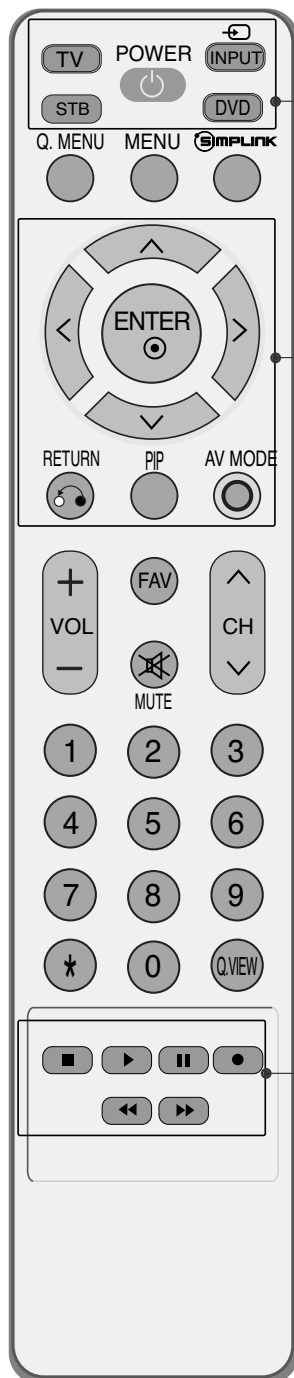 TV POWER INPUT
STB DVD
Q. MENU MENU SIMPLINK
ENTER
RETURN PIP AV MODE
FAV
VOL CH
MUTE
1 2 3
4 5 6
7 8 9
* 0 Q.VIEW